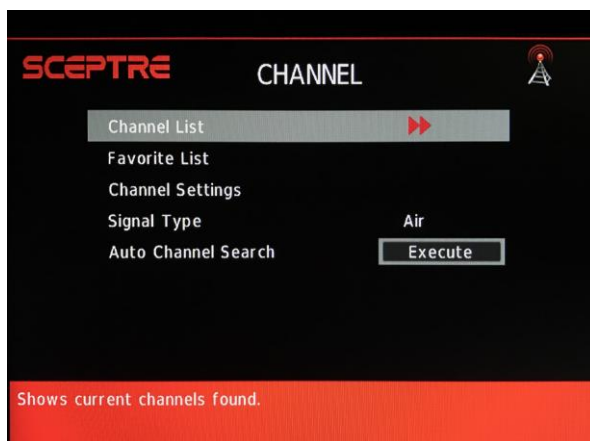 SCEPTRE
CHANNEL
Channel List
Favorite List
Channel Settings
Signal Type Air
Auto Channel Search Execute
Shows current channels found.